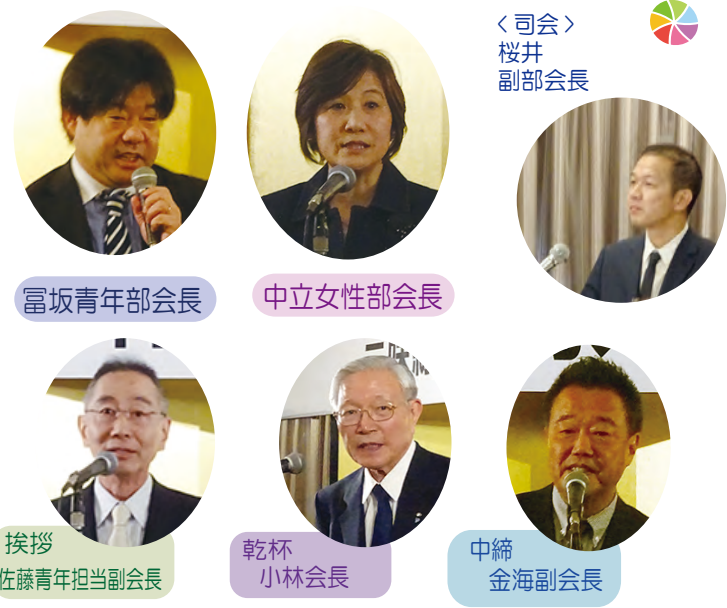 <司会>
桜井
副部会長
冨坂青年部会長
中立女性部会長
挨拶
佐藤青年担当副会長
乾杯
小林会長
中締
金海副会長